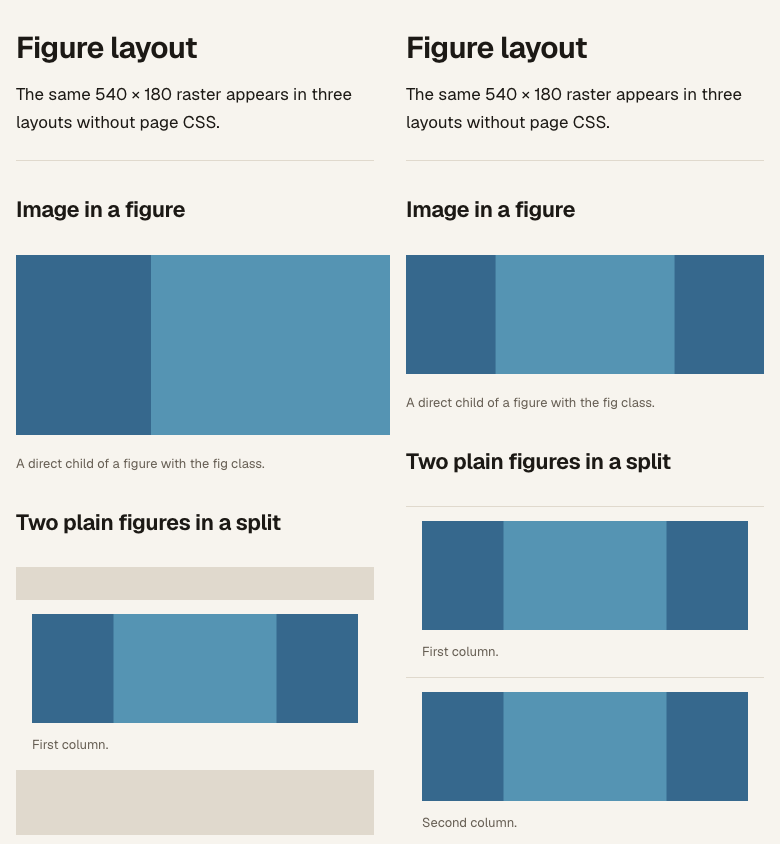 Figure layout
The same 540 × 180 raster appears in three
layouts without page CSS.
Image in a figure
A direct child of a figure with the fig class.
Two plain figures in a split
First column.
Figure layout
The same 540 × 180 raster appears in three
layouts without page CSS.
Image in a figure
A direct child of a figure with the fig class.
Two plain figures in a split
First column.
Second column.